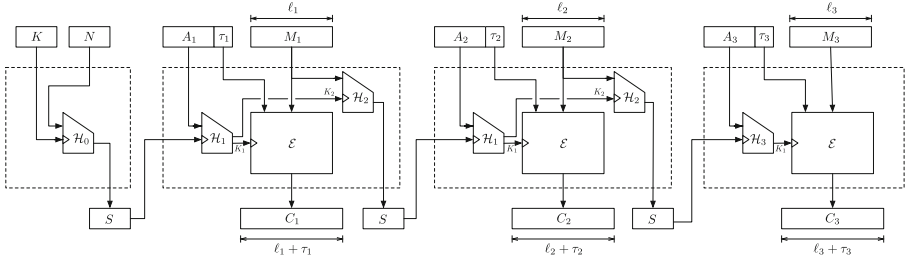 ℓ₁ ℓ₂ ℓ₃
K N A₁ τ₁ M₁ A₂ τ₂ M₂ A₃ τ₃ M₃
K₂ ℋ₂ K₂ ℋ₂
ℋ₀ ℋ₁ K₁ ℰ ℋ₁ K₁ ℰ ℋ₃ K₁ ℰ
S C₁ S C₂ S C₃
ℓ₁ + τ₁ ℓ₂ + τ₂ ℓ₃ + τ₃